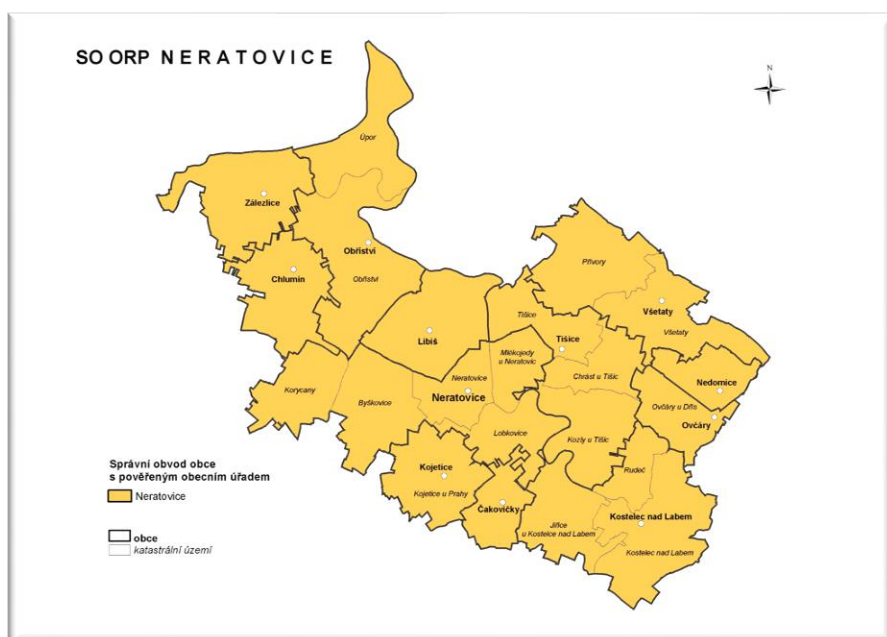 SO ORP N E R A T O V I C E
N
Úpor
Zálezlice
Obříství
Obříství
Chlumín
Přívory
Všetaty
Všetaty
Tišice
Tišice
Libiš
Mlékojedy
u Neratovic
Chrást u Tišic
Nedomice
Korycany
Byškovice
Neratovice
Neratovice
Ovčáry u Dřís
Ovčáry
Lobkovice
Kozly u Tišic
Rudeč
Kojetice
Kojetice u Prahy
Čakovičky
Jiřice
u Kostelce nad Labem
Kostelec nad Labem
Kostelec nad Labem
Správní obvod obce
s pověřeným obecním úřadem
Neratovice
obce
katastrální území